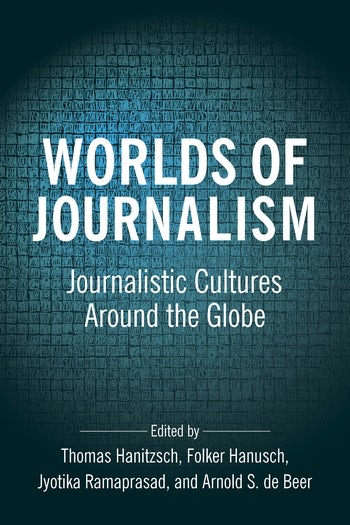 WORLDS OF
JOURNALISM
Journalistic Cultures
Around the Globe
Edited by
Thomas Hanitzsch, Folker Hanusch,
Jyotika Ramaprasad, and Arnold S. de Beer